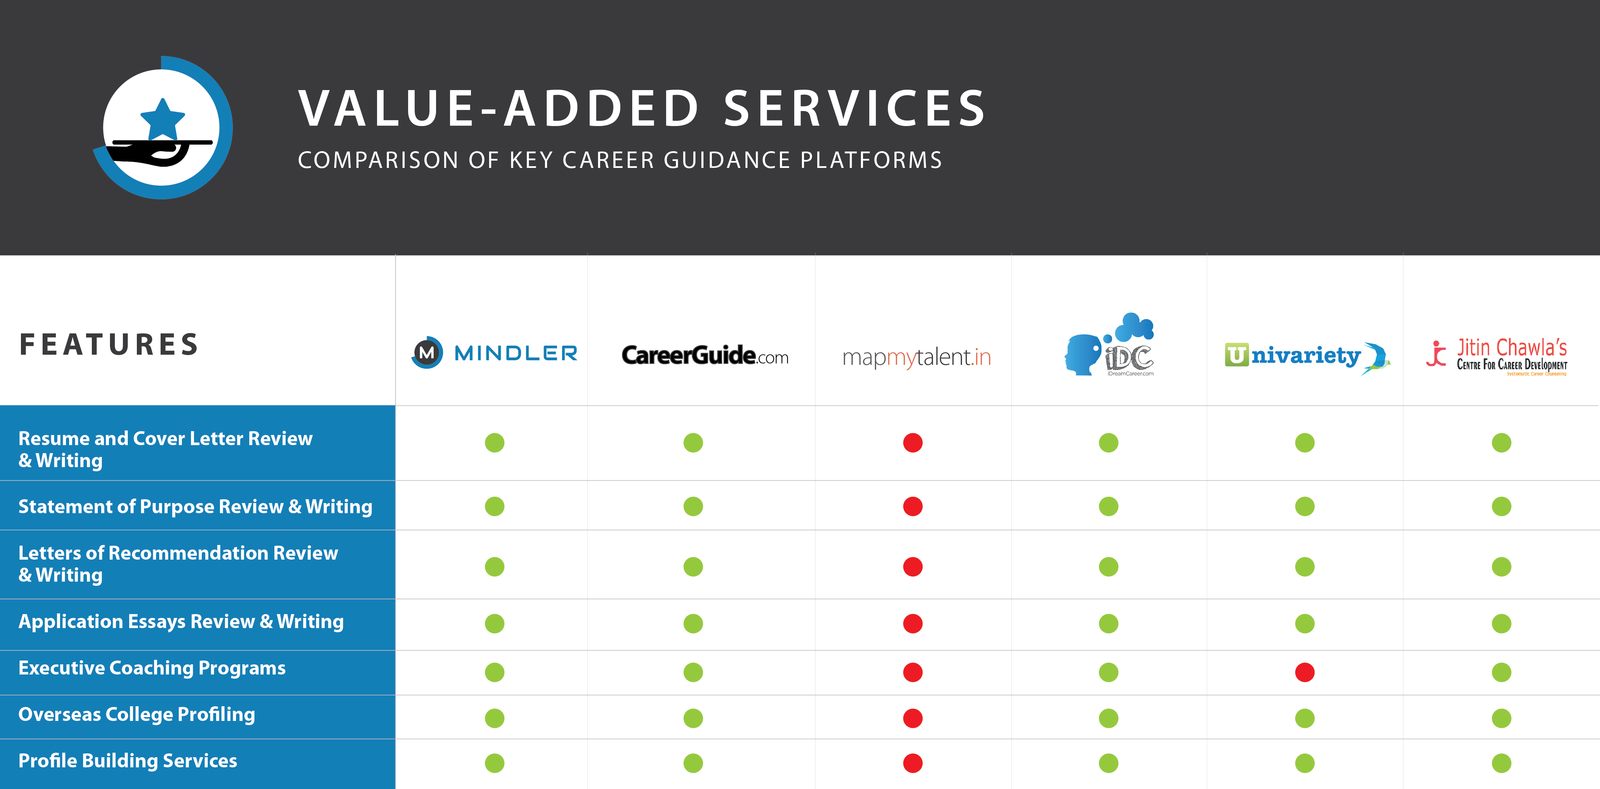 VALUE-ADDED SERVICES
COMPARISON OF KEY CAREER GUIDANCE PLATFORMS
FEATURES
M MINDLER
CareerGuide.com
mapmytalent.in
iDC
iDreamCareer.com
Univariety
Jitin Chawla's
CENTRE FOR CAREER DEVELOPMENT
Resume and Cover Letter Review
& Writing
Statement of Purpose Review & Writing
Letters of Recommendation Review
& Writing
Application Essays Review & Writing
Executive Coaching Programs
Overseas College Profiling
Profile Building Services